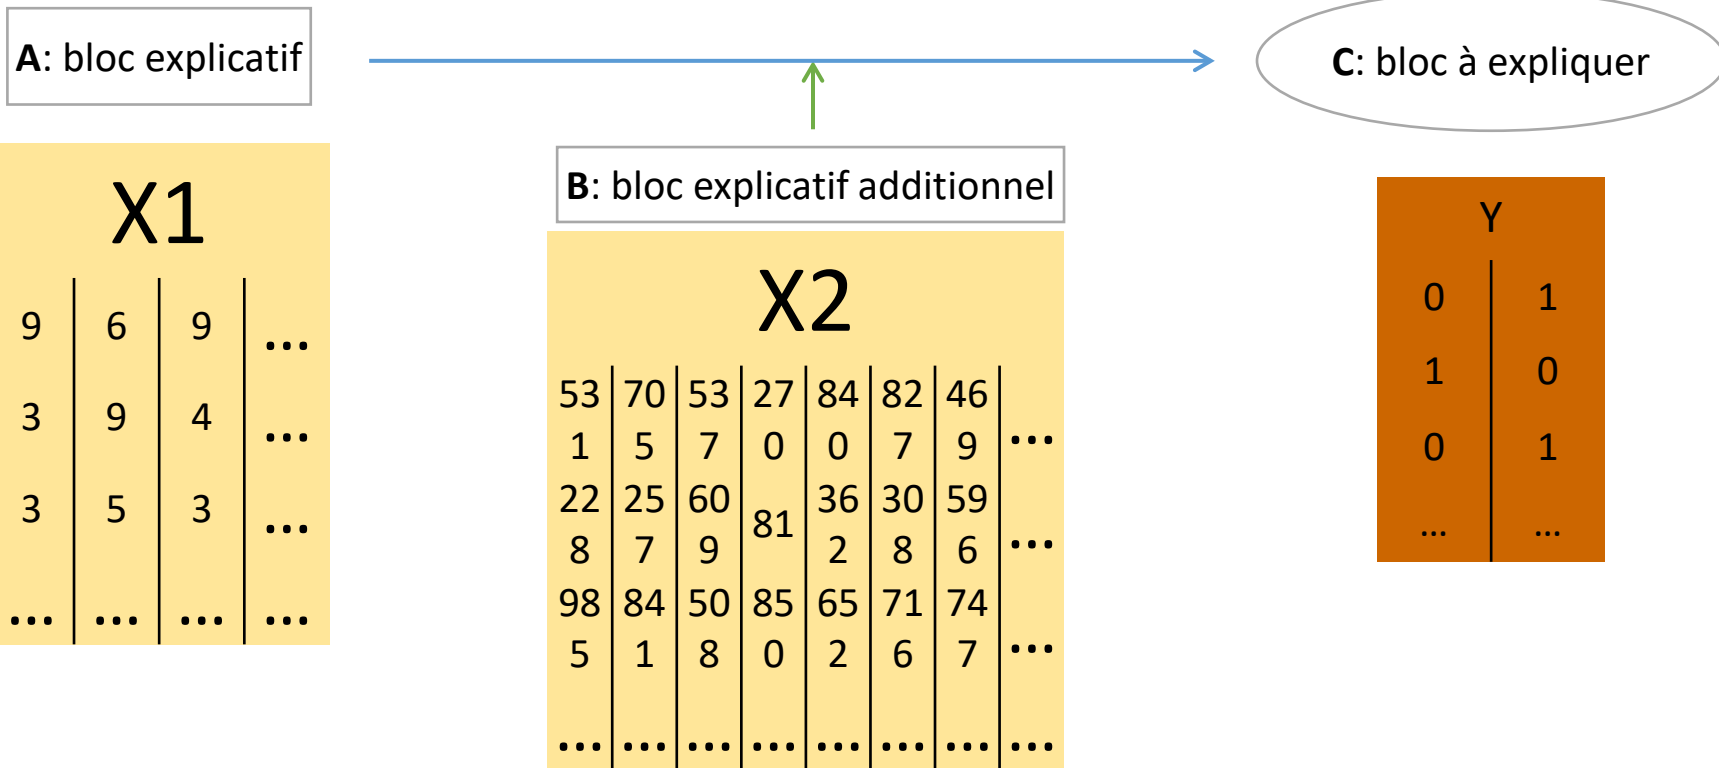 A: bloc explicatif
C: bloc à expliquer
B: bloc explicatif additionnel
X1
9 6 9 ...
3 9 4 ...
3 5 3 ...
... ... ... ...
X2
53 70 53 27 84 82 46
1 5 7 0 0 7 9 ...
22 25 60 81 36 30 59
8 7 9 2 8 6 ...
98 84 50 85 65 71 74
5 1 8 0 2 6 7 ...
... ... ... ... ... ... ... ...
Y
0 1
1 0
0 1
... ...